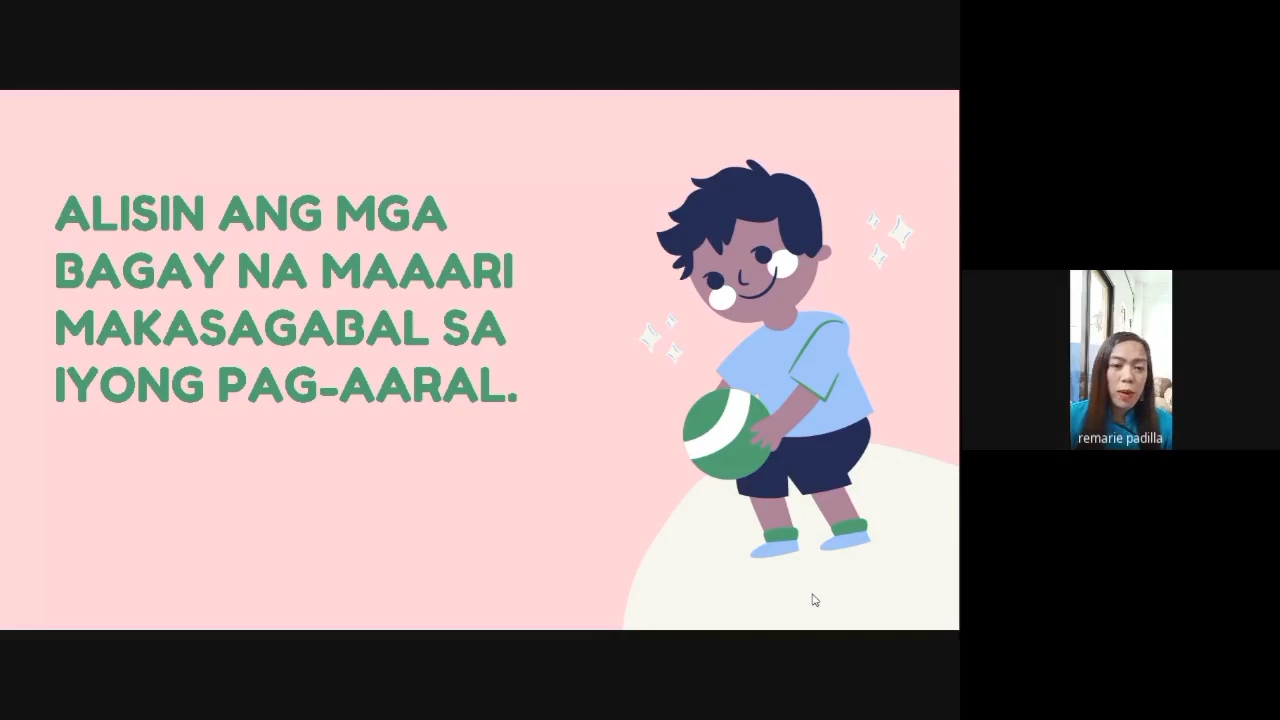 ALISIN ANG MGA
BAGAY NA MAAARI
MAKASAGABAL SA
IYONG PAG-AARAL.
remarie padilla